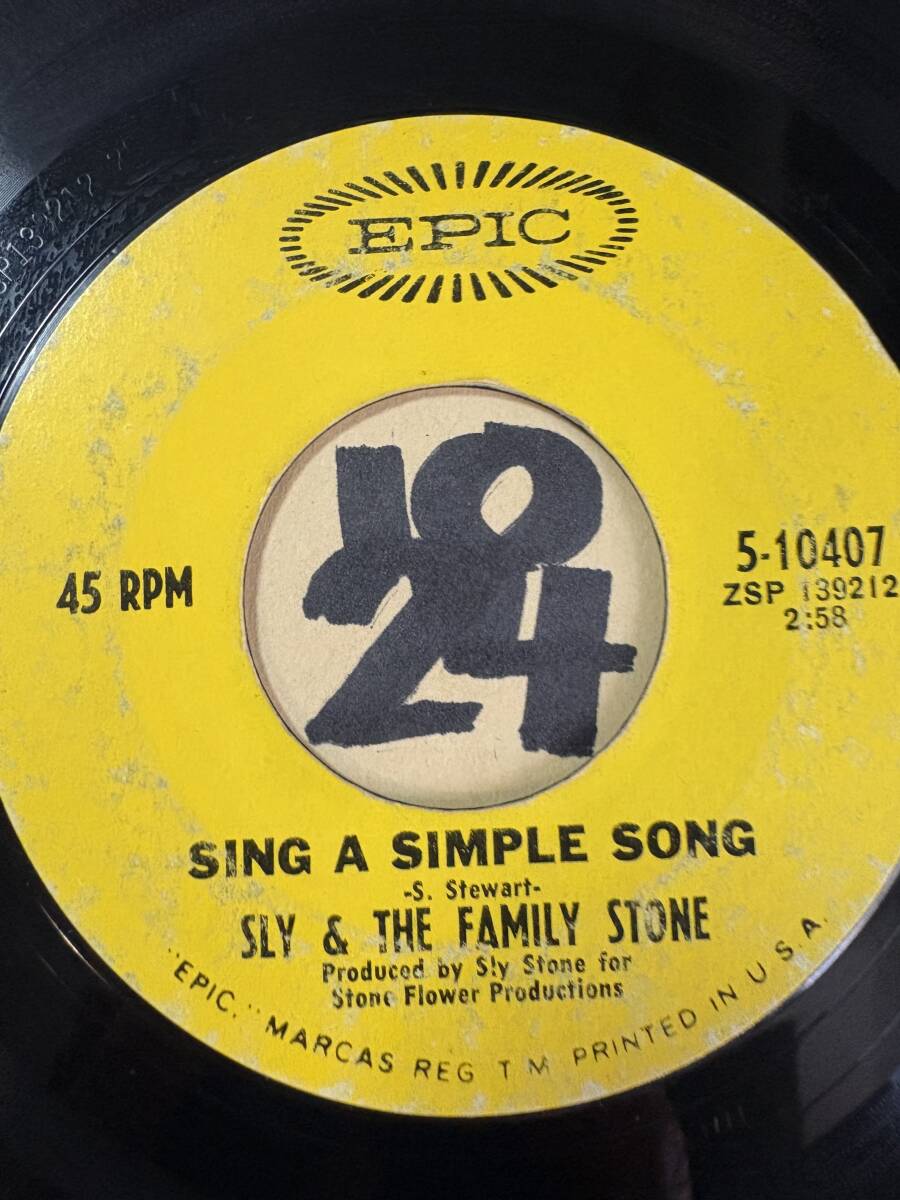 EPIC
45 RPM
10
24
5-10407
ZSP 139212
2:58
SING A SIMPLE SONG
-S. Stewart-
SLY & THE FAMILY STONE
Produced by Sly Stone for
Stone Flower Productions
"EPIC," MARCAS REG T M PRINTED IN U.S.A.